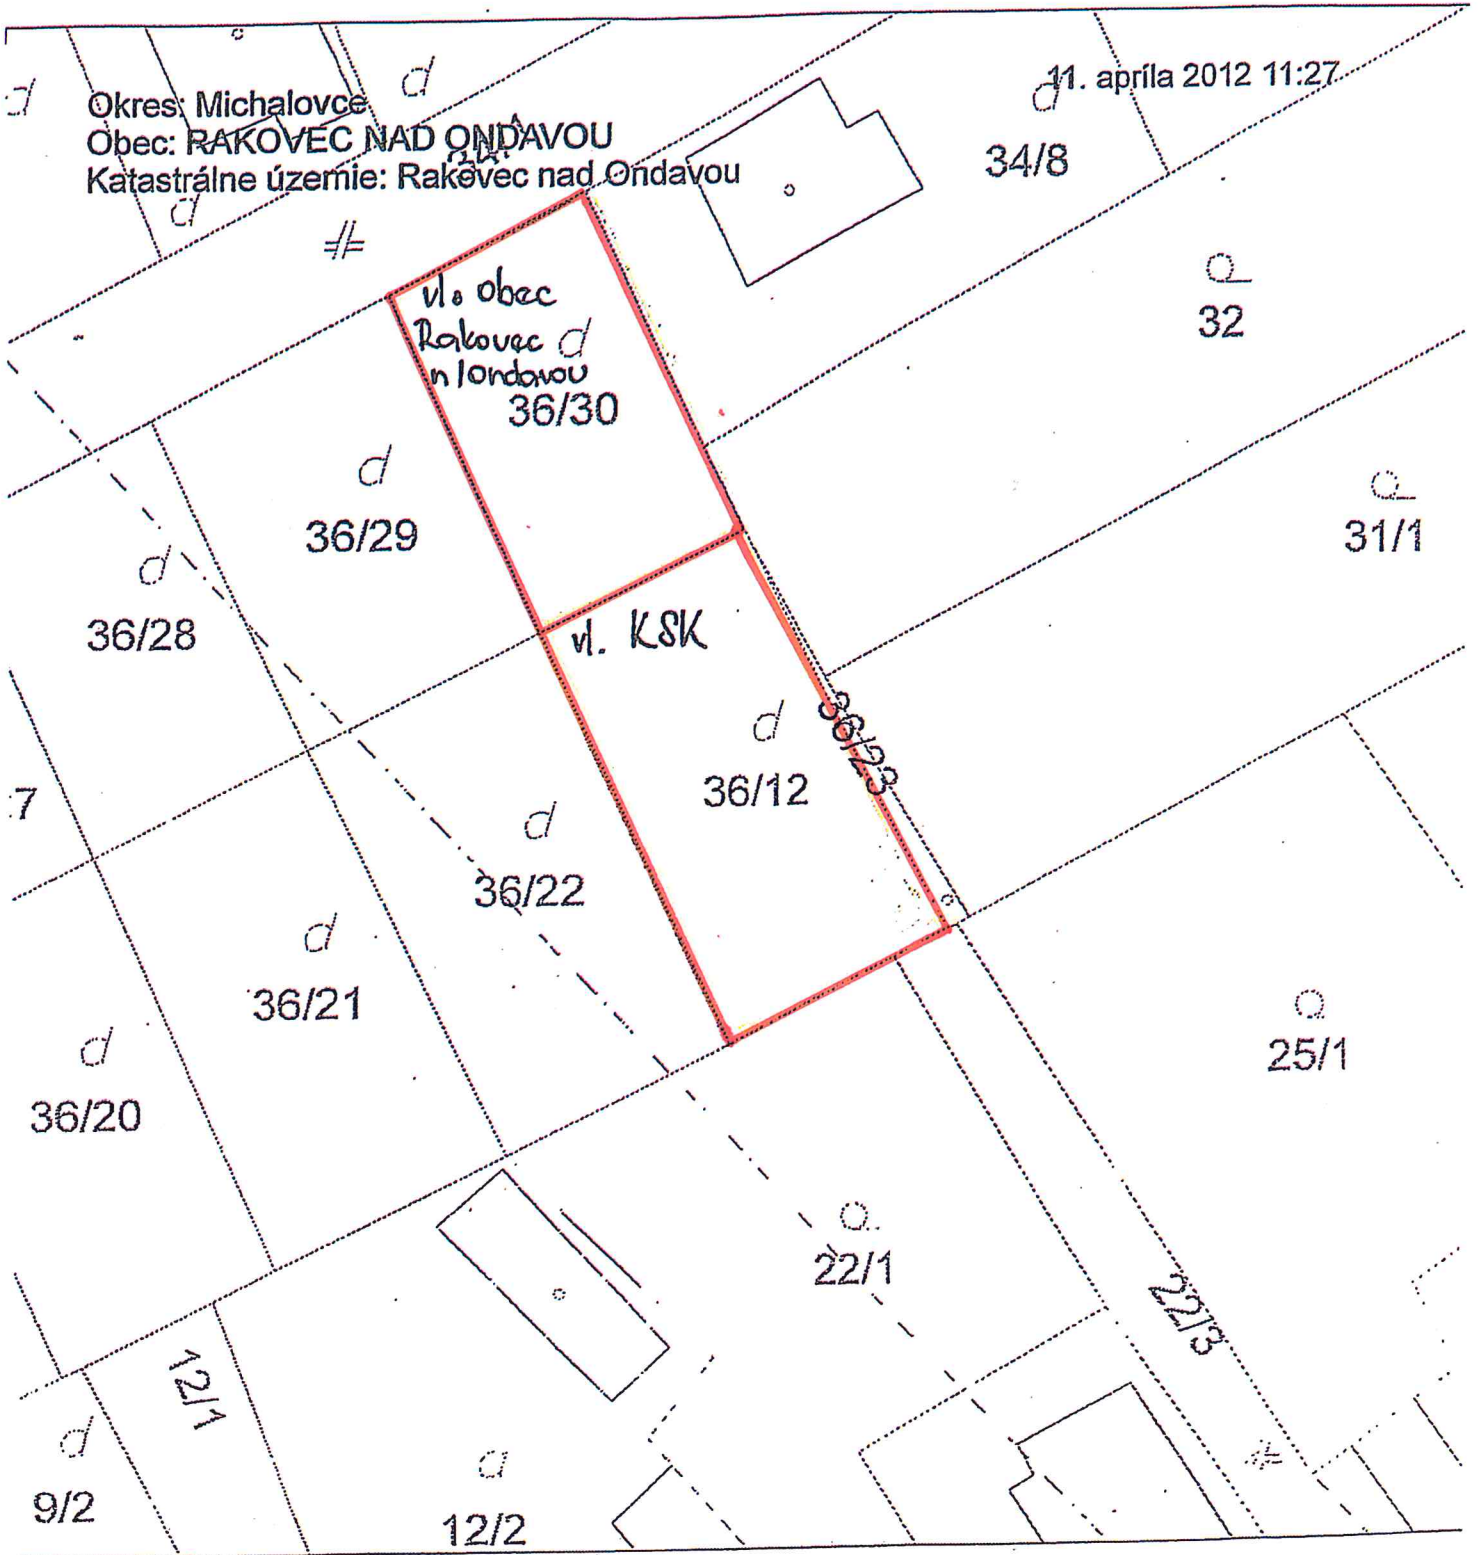 11. apríla 2012 11:27
Okres: Michalovce
Obec: RAKOVEC NAD ONDAVOU
Katastrálne územie: Rakovec nad Ondavou
34/8
32
vl. obec
Rakovec
n/ondavou
36/30
36/29
31/1
36/28
vl. KSK
36/23
36/12
7
36/22
36/21
25/1
36/20
22/1
22/3
12/1
9/2
12/2